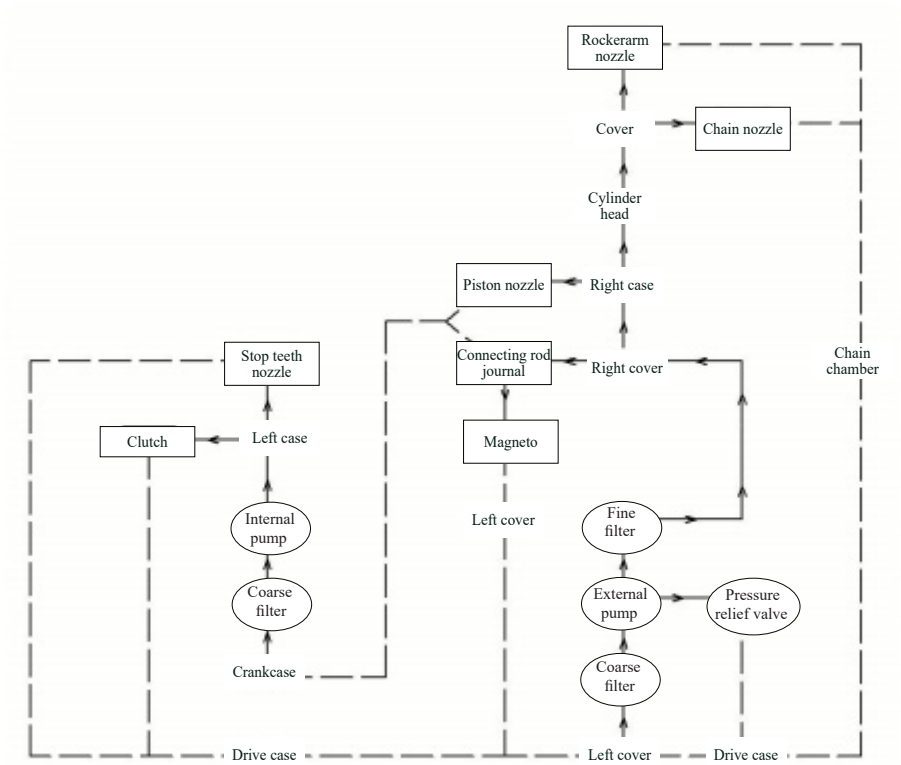 Rockerarm
nozzle
Cover
Chain nozzle
Cylinder
head
Piston nozzle
Right case
Stop teeth
nozzle
Connecting rod
journal
Right cover
Chain
chamber
Clutch
Left case
Magneto
Internal
pump
Left cover
Fine
filter
Coarse
filter
External
pump
Pressure
relief valve
Crankcase
Coarse
filter
Drive case
Left cover
Drive case